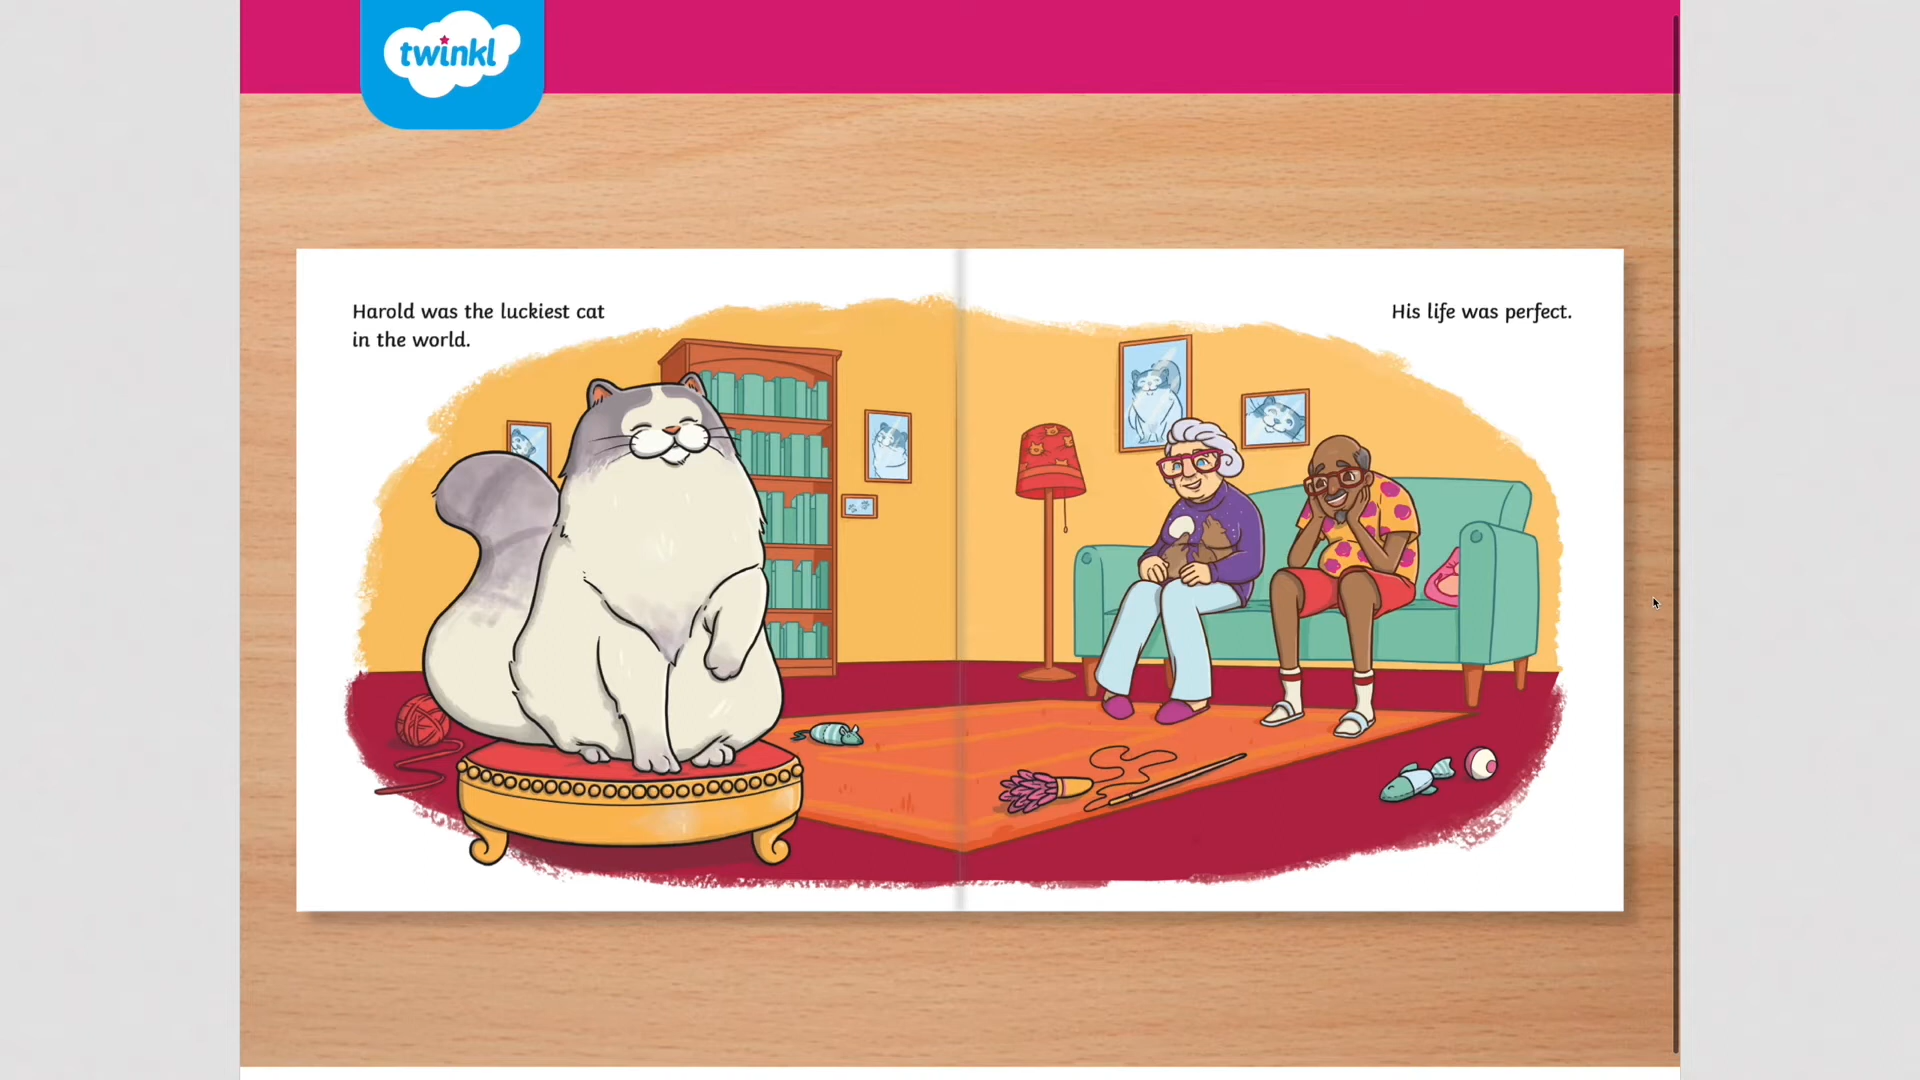 twinkl
Harold was the luckiest cat
in the world.
His life was perfect.